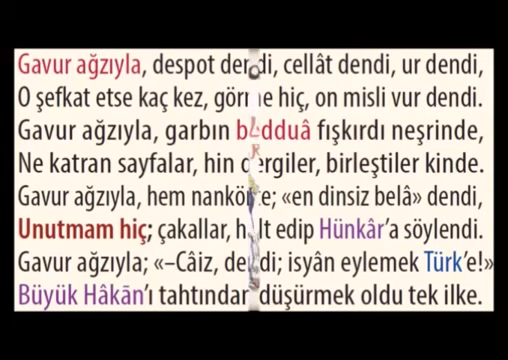 Gavur ağzıyla, despot dendi, cellât dendi, ur dendi,
O şefkat etse kaç kez, görme hiç, on misli vur dendi.
Gavur ağzıyla, garbın bedduâ fışkırdı neşrinde,
Ne katran sayfalar, hin dergiler, birleştiler kinde.
Gavur ağzıyla, hem nankörce; «en dinsiz belâ» dendi,
Unutmam hiç; çakallar, halt edip Hünkâr’a söylendi.
Gavur ağzıyla; «–Câiz, dendi; isyân eylemek Türk’e!»
Büyük Hâkān’ı tahtından düşürmek oldu tek ilke.